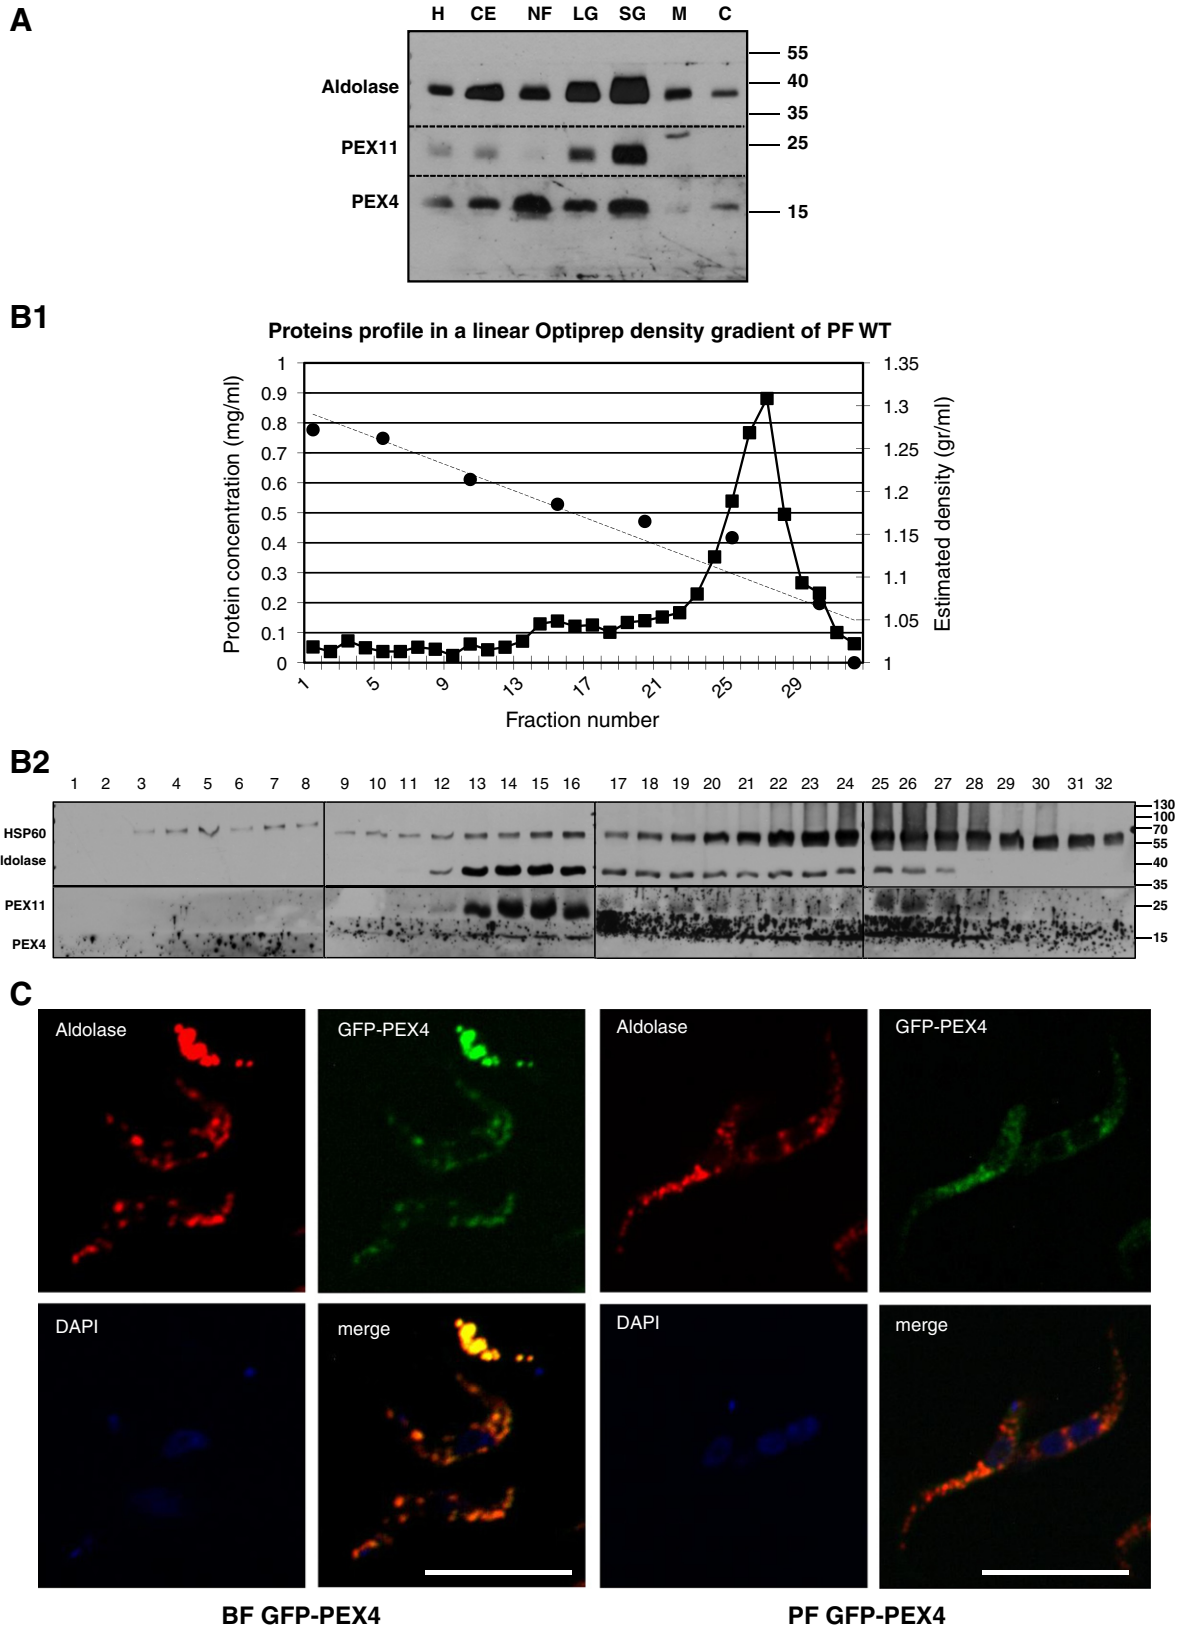 A
H CE NF LG SG M C
55
Aldolase
40
35
PEX11
25
PEX4
15
B1
Proteins profile in a linear Optiprep density gradient of PF WT
Protein concentration (mg/ml)
1
0.9
0.8
0.7
0.6
0.5
0.4
0.3
0.2
0.1
0
1.35
1.3
1.25
1.2
1.15
1.1
1.05
1
Estimated density (gr/ml)
1 5 9 13 17 21 25 29
Fraction number
B2
1 2 3 4 5 6 7 8 9 10 11 12 13 14 15 16 17 18 19 20 21 22 23 24 25 26 27 28 29 30 31 32
HSP60
ldolase
PEX11
PEX4
130
100
70
55
40
35
25
15
C
Aldolase GFP-PEX4 Aldolase GFP-PEX4
DAPI merge DAPI merge
BF GFP-PEX4 PF GFP-PEX4